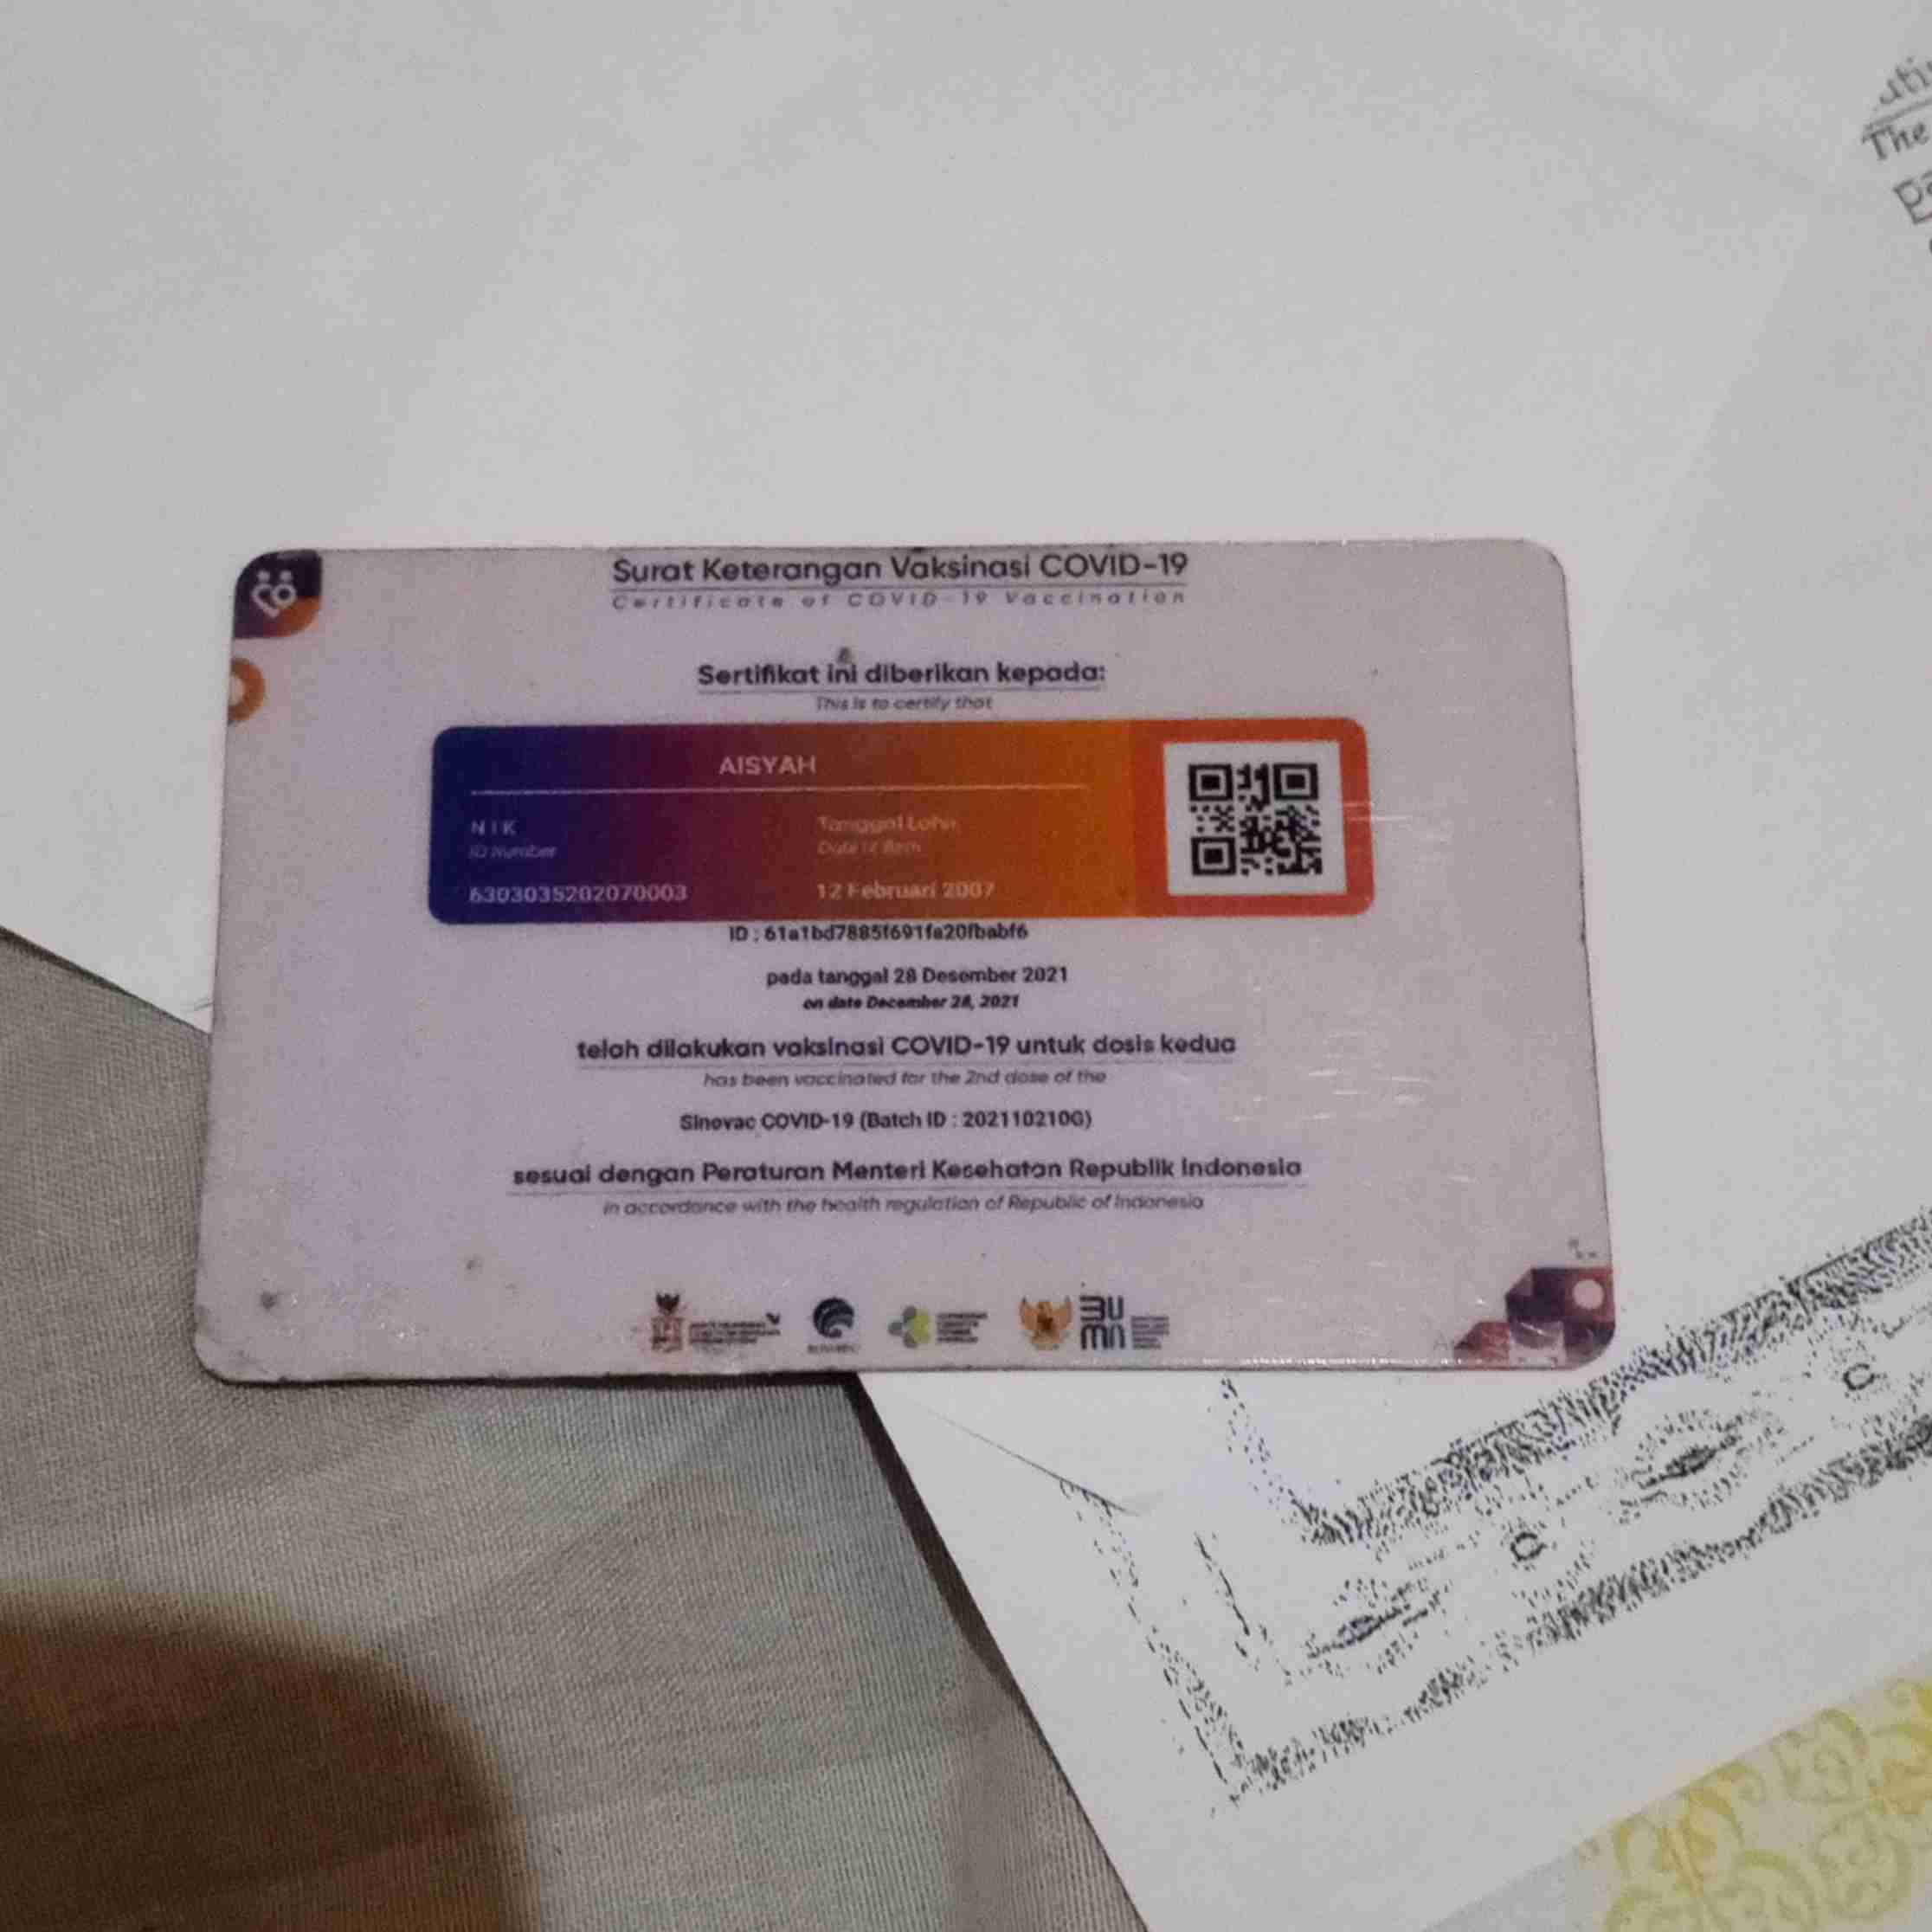 Surat Keterangan Vaksinasi COVID-19
Certificate of COVID-19 Vaccination
Sertifikat ini diberikan kepada:
This is to certify that
AISYAH
NIK
Tanggal Lahir
ID Number
Date of Birth
6303035202070003
12 Februari 2007
ID : 61a1bd7885f691fa20fbabf6
pada tanggal 28 Desember 2021
on date December 28, 2021
telah dilakukan vaksinasi COVID-19 untuk dosis kedua
has been vaccinated for the 2nd dose of the
Sinovac COVID-19 (Batch ID : 202110210G)
sesuai dengan Peraturan Menteri Kesehatan Republik Indonesia
in accordance with the health regulation of Republic of Indonesia
BUMN
The